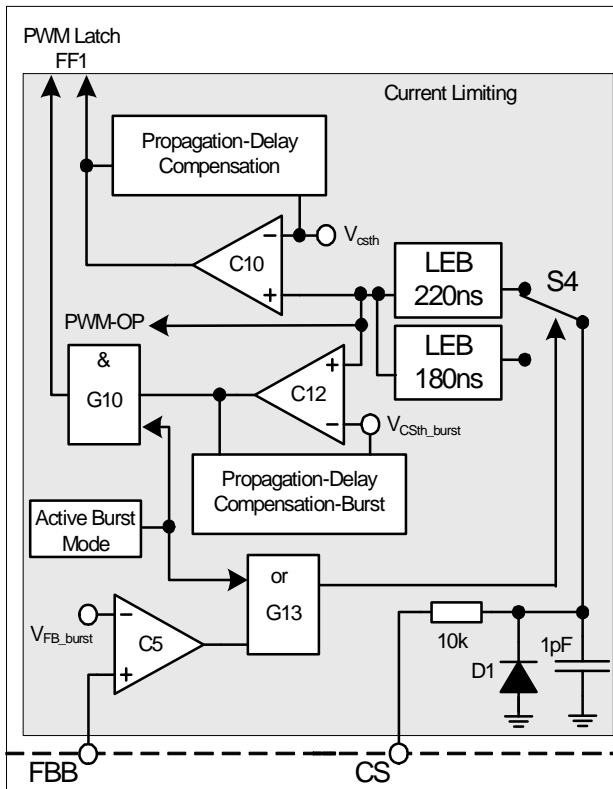 PWM Latch
FF1
Current Limiting
Propagation-Delay
Compensation
−
Vcsth
C10
+
LEB
220ns
S4
PWM-OP
LEB
180ns
&
G10
+
C12
−
VCSth_burst
Propagation-Delay
Compensation-Burst
Active Burst
Mode
or
G13
−
VFB_burst
C5
+
10k
D1
1pF
FBB
CS